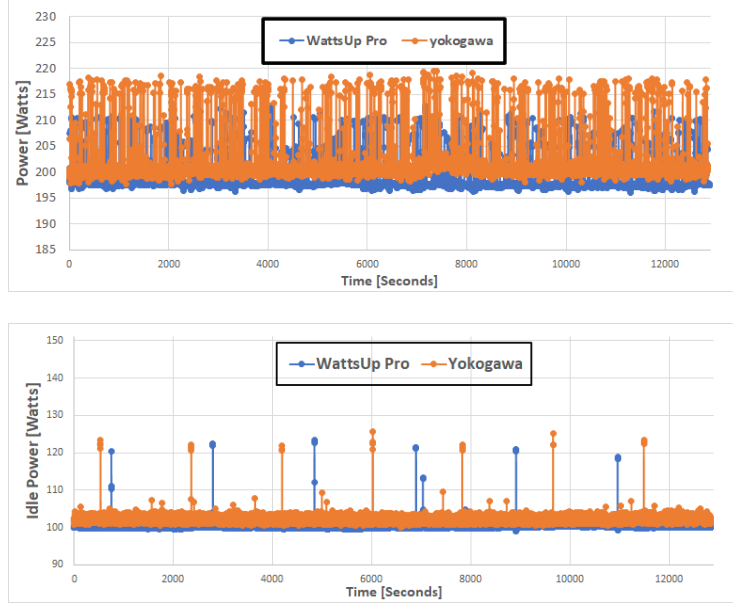 230
225
220
215
210
205
200
195
190
185
Power [Watts]
WattsUp Pro yokogawa
0 2000 4000 6000 8000 10000 12000
Time [Seconds]
150
140
130
120
110
100
90
Idle Power [Watts]
WattsUp Pro Yokogawa
0 2000 4000 6000 8000 10000 12000
Time [Seconds]